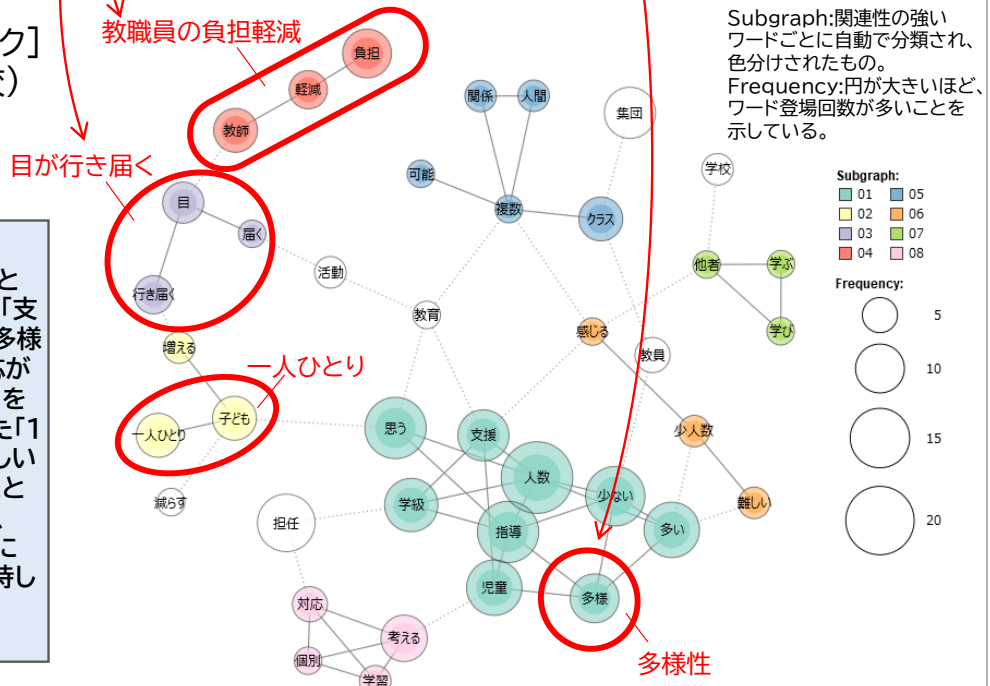 ク]
校)
教職員の負担軽減
目が行き届く
一人ひとり
多様性
と
「支
多様
応が
を
た「1
しい
と
、
に
待し
負担
軽減
教師
目
届く
行き届く
増える
一人ひとり
子ども
減らす
活動
教育
関係
人間
集団
可能
複数
クラス
学校
他者
学ぶ
学び
感じる
教員
少人数
難しい
思う
支援
人数
少ない
学級
指導
多い
児童
多様
担任
対応
考える
個別
学習
Subgraph:関連性の強い
ワードごとに自動で分類され、
色分けされたもの。
Frequency:円が大きいほど、
ワード登場回数が多いことを
示している。
Subgraph:
01 05
02 06
03 07
04 08
Frequency:
5
10
15
20